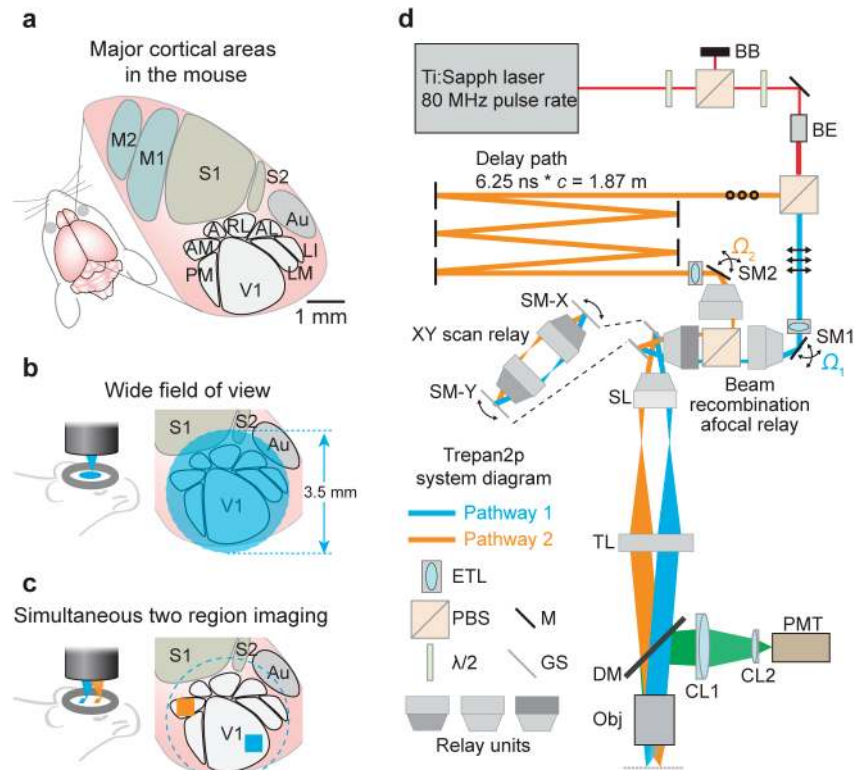 a
Major cortical areas
in the mouse
M2
M1
S1
S2
Au
A
RL
AL
AM
LI
PM
LM
V1
1 mm
b
Wide field of view
S1
S2
Au
V1
3.5 mm
c
Simultaneous two region imaging
S1
S2
Au
V1
d
Ti:Sapph laser
80 MHz pulse rate
BB
BE
Delay path
6.25 ns * c = 1.87 m
Ω2
SM2
SM-X
XY scan relay
SM1
SM-Y
Ω1
SL
Beam
recombination
afocal relay
Trepan2p
system diagram
Pathway 1
Pathway 2
TL
ETL
PBS
M
λ/2
GS
PMT
DM
CL1
CL2
Obj
Relay units